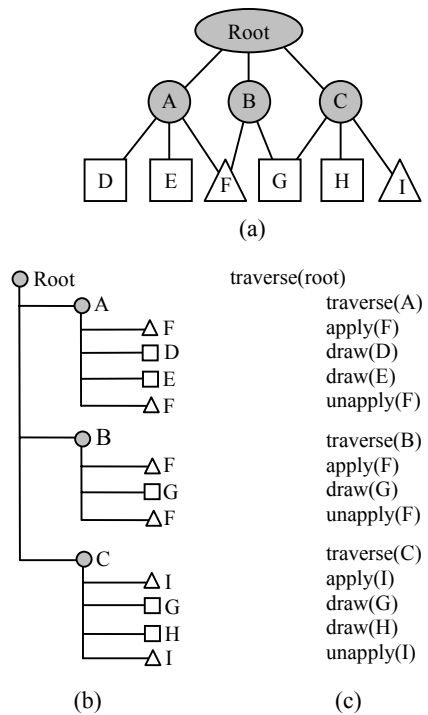 Root
A B C
D E F G H I
(a)
Root traverse(root)
A traverse(A)
F apply(F)
D draw(D)
E draw(E)
F unapply(F)
B traverse(B)
F apply(F)
G draw(G)
F unapply(F)
C traverse(C)
I apply(I)
G draw(G)
H draw(H)
I unapply(I)
(b) (c)